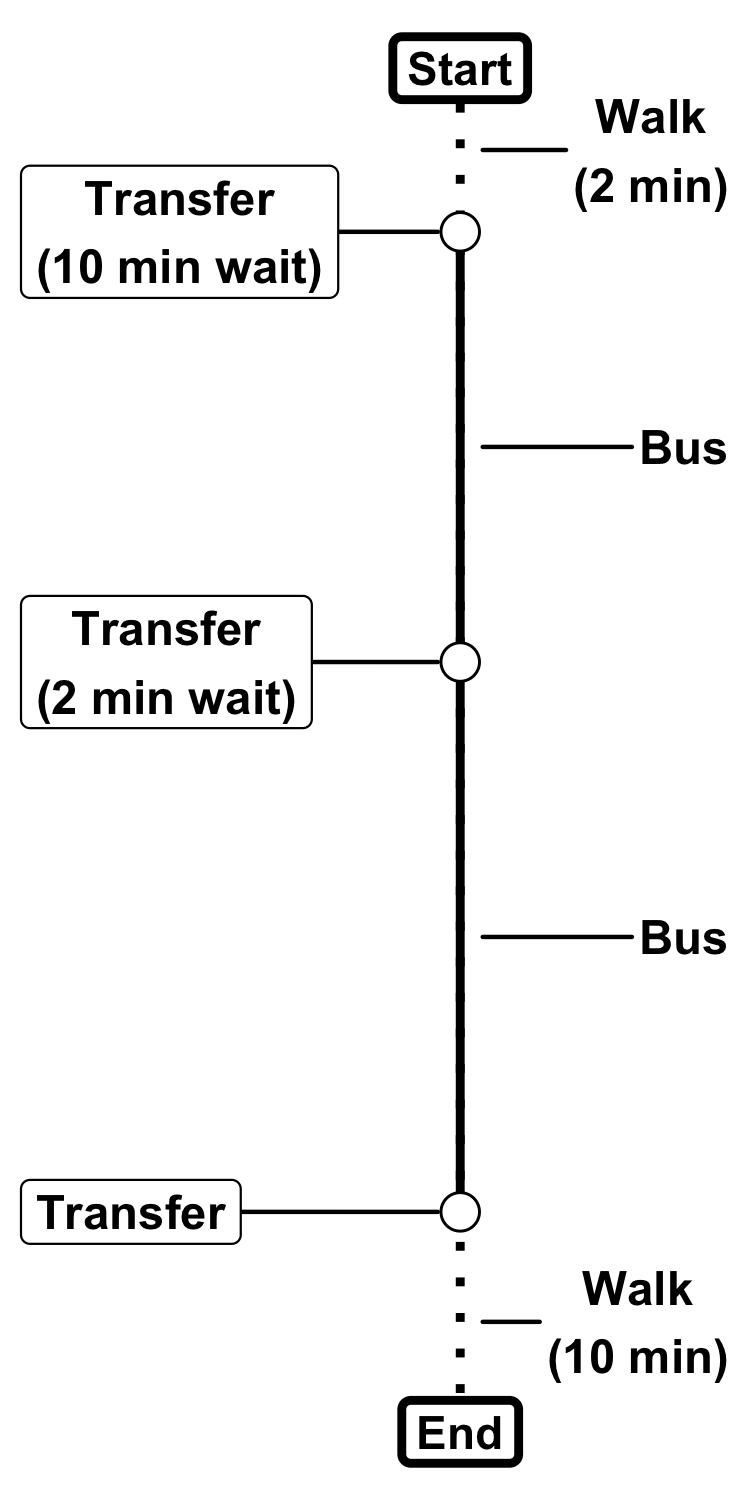 Start
Walk
(2 min)
Transfer
(10 min wait)
Bus
Transfer
(2 min wait)
Bus
Transfer
Walk
(10 min)
End